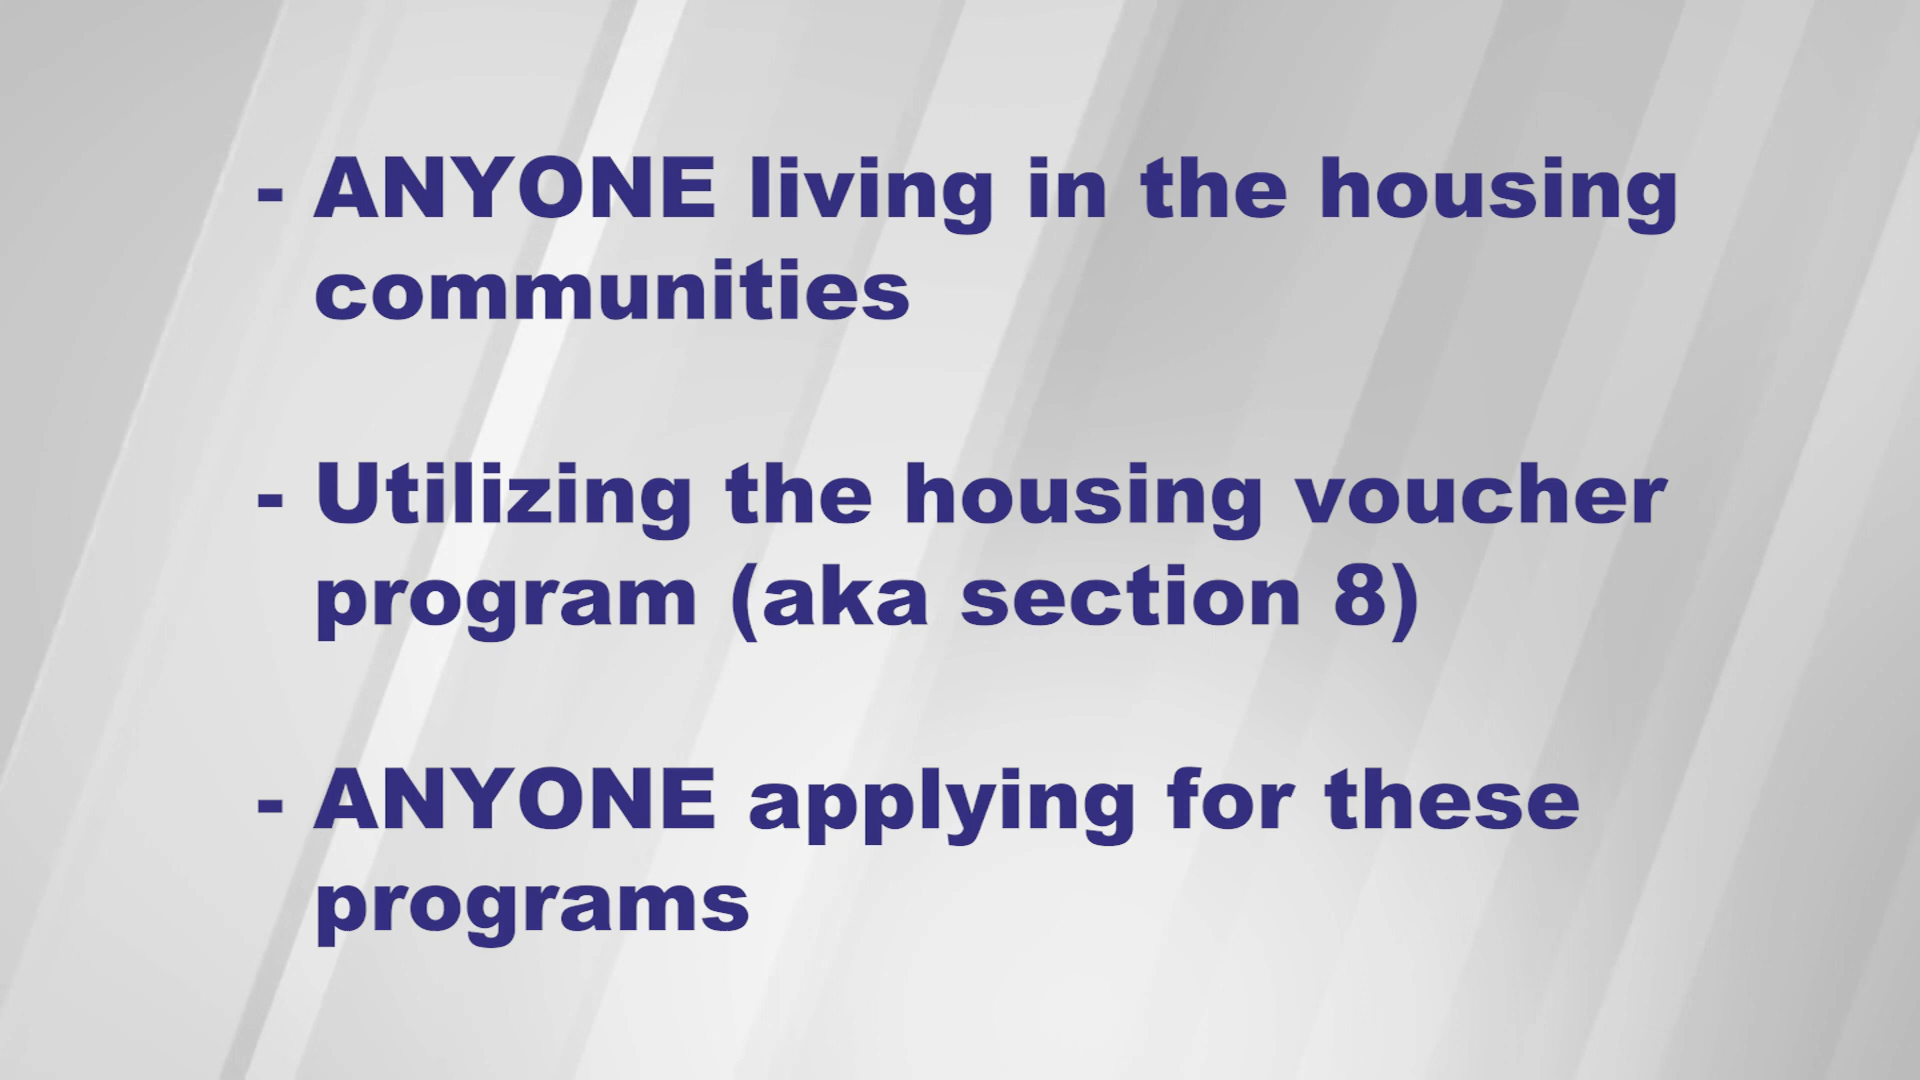 - ANYONE living in the housing
communities
- Utilizing the housing voucher
program (aka section 8)
- ANYONE applying for these
programs